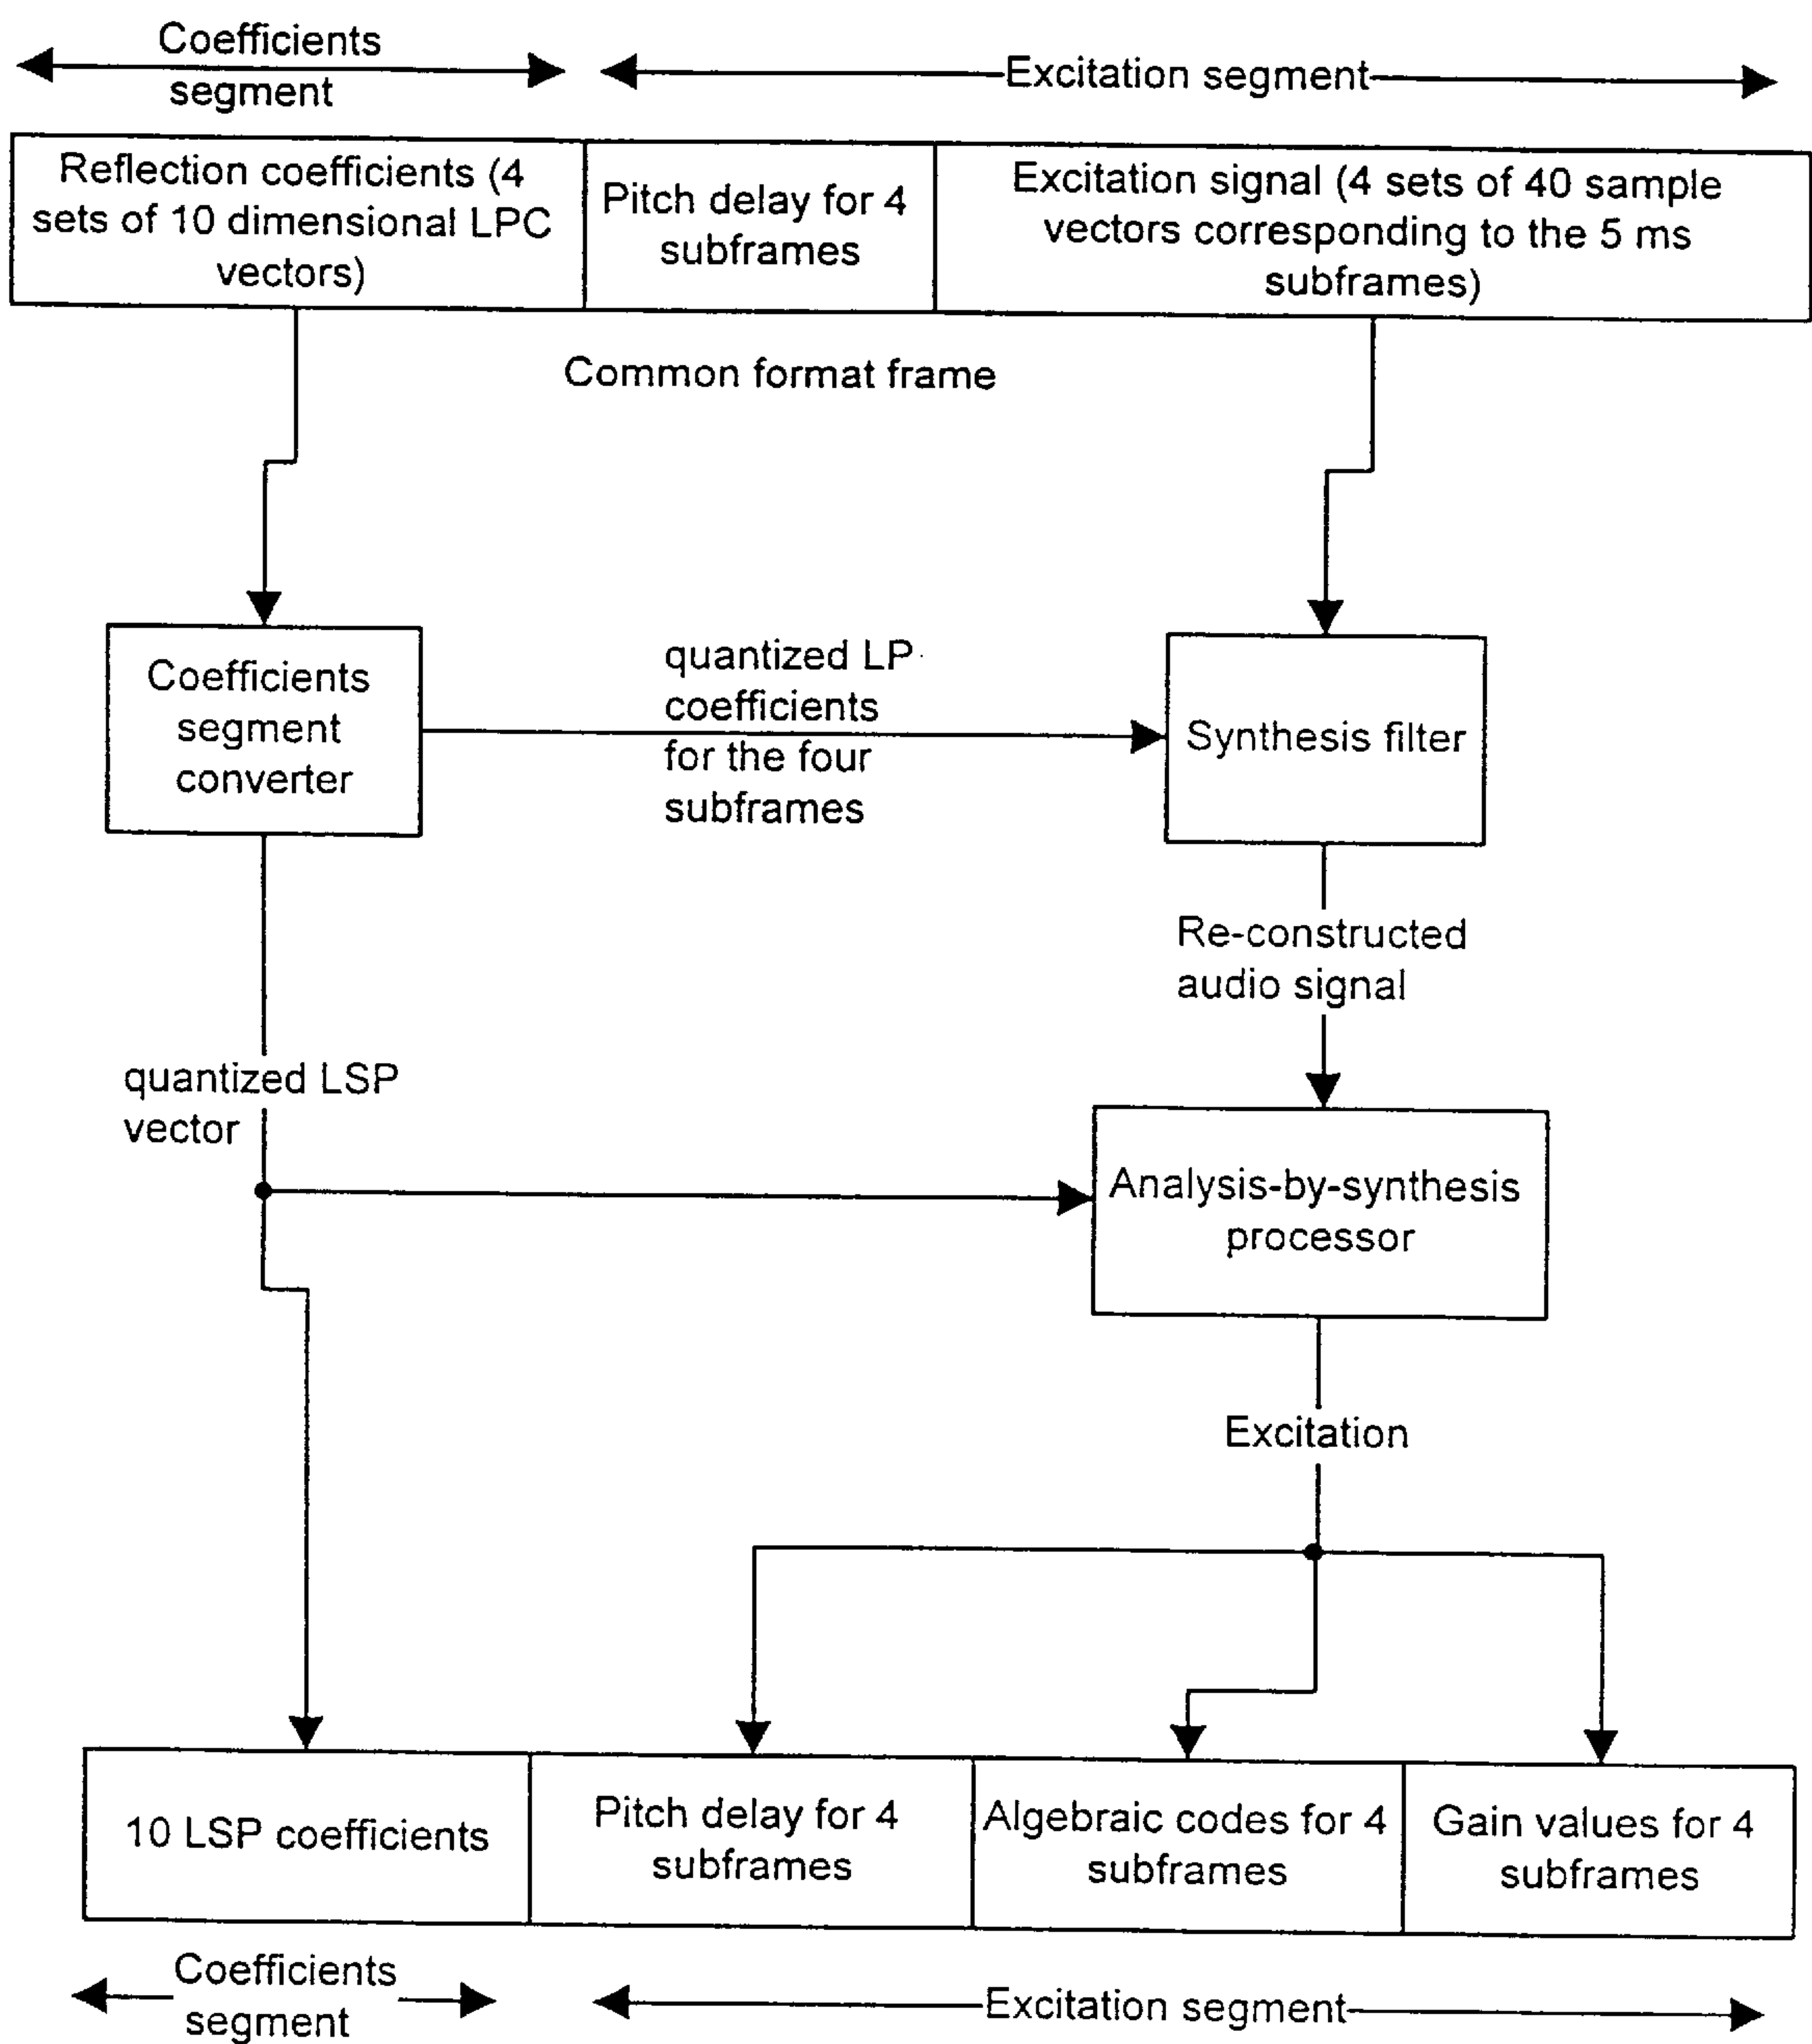 Coefficients
segment
Excitation segment
Reflection coefficients (4
sets of 10 dimensional LPC
vectors)
Pitch delay for 4
subframes
Excitation signal (4 sets of 40 sample
vectors corresponding to the 5 ms
subframes)
Common format frame
Coefficients
segment
converter
quantized LP
coefficients
for the four
subframes
Synthesis filter
Re-constructed
audio signal
quantized LSP
vector
Analysis-by-synthesis
processor
Excitation
10 LSP coefficients
Pitch delay for 4
subframes
Algebraic codes for 4
subframes
Gain values for 4
subframes
Coefficients
segment
Excitation segment